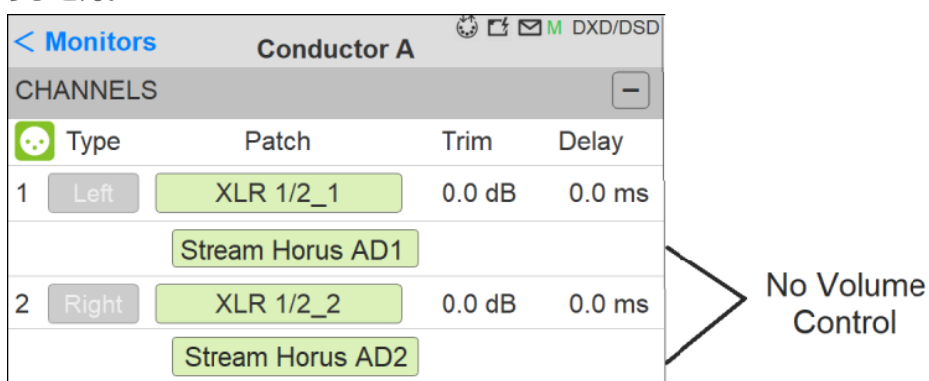 < Monitors Conductor A M DXD/DSD
CHANNELS −
Type Patch Trim Delay
1 Left XLR 1/2_1 0.0 dB 0.0 ms
Stream Horus AD1
2 Right XLR 1/2_2 0.0 dB 0.0 ms
Stream Horus AD2
No Volume
Control